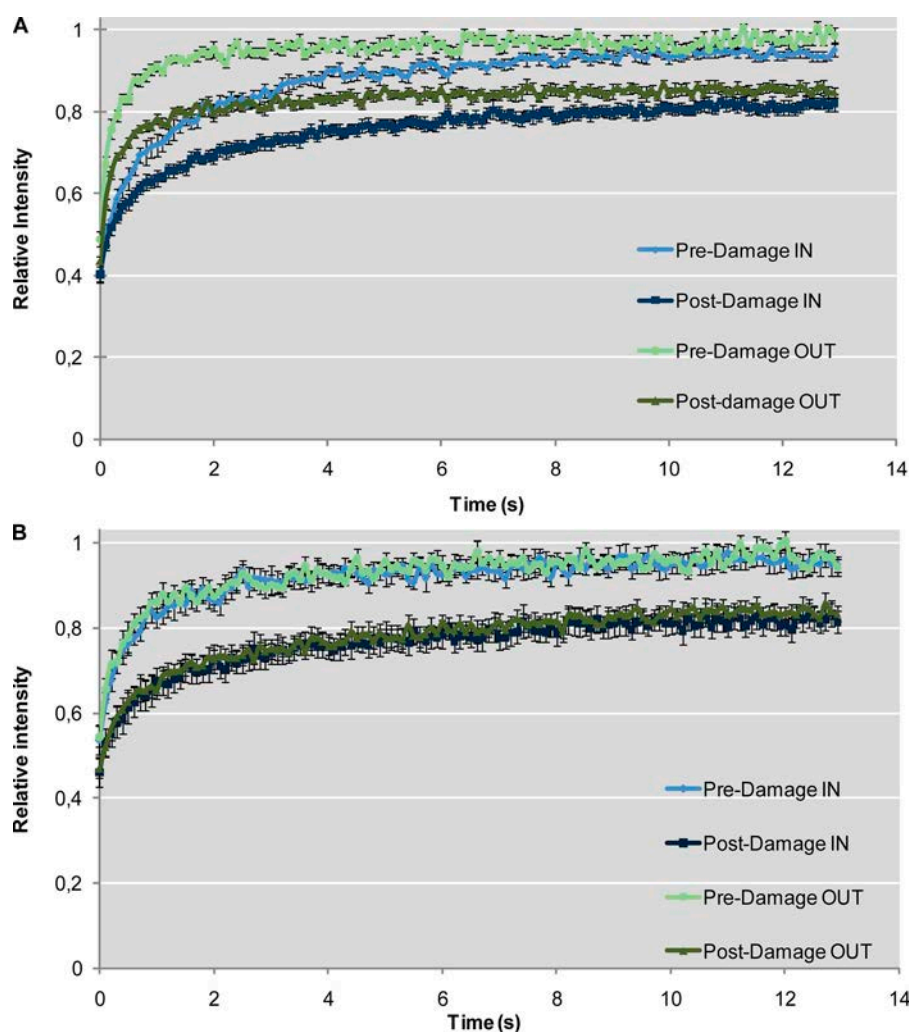 A
1
0,8
0,6
0,4
0,2
0
Relative Intensity
Pre-Damage IN
Post-Damage IN
Pre-Damage OUT
Post-damage OUT
0 2 4 6 8 10 12 14
Time (s)
B
1
0,8
0,6
0,4
0,2
0
Relative intensity
Pre-Damage IN
Post-Damage IN
Pre-Damage OUT
Post-Damage OUT
0 2 4 6 8 10 12 14
Time (s)